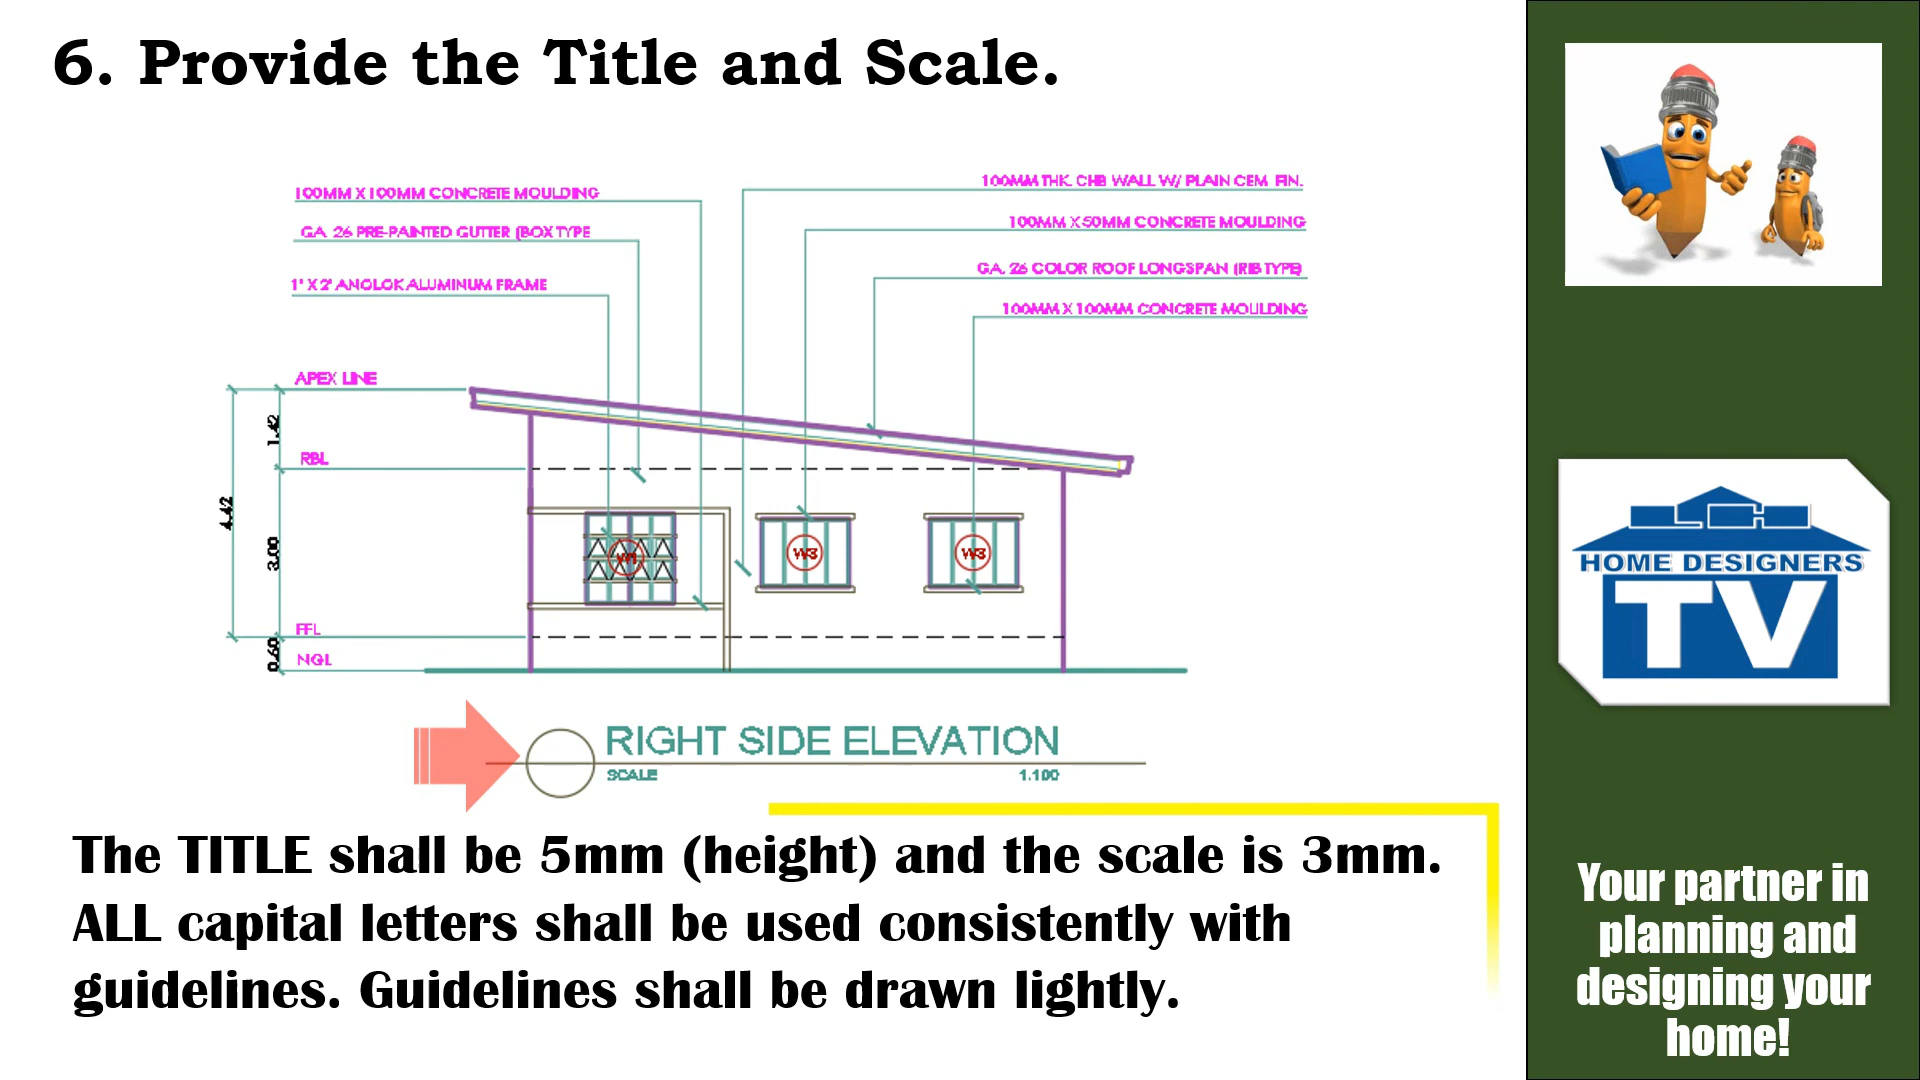 6. Provide the Title and Scale.
100MM X 100MM CONCRETE MOULDING
GA. 26 PRE-PAINTED GUTTER (BOX TYPE
1" X 2" ANOLOK ALUMINUM FRAME
100MM THK. CHB WALL W/ PLAIN CEM. FIN.
100MM X 50MM CONCRETE MOULDING
GA. 26 COLOR ROOF LONGSPAN (RIB TYPE)
100MM X 100MM CONCRETE MOULDING
APEX LINE
1.42
RBL
4.42
3.00
W1
W3
W3
FFL
0.60
NGL
RIGHT SIDE ELEVATION
SCALE 1:100
The TITLE shall be 5mm (height) and the scale is 3mm.
ALL capital letters shall be used consistently with
guidelines. Guidelines shall be drawn lightly.
LCH
HOME DESIGNERS
TV
Your partner in
planning and
designing your
home!